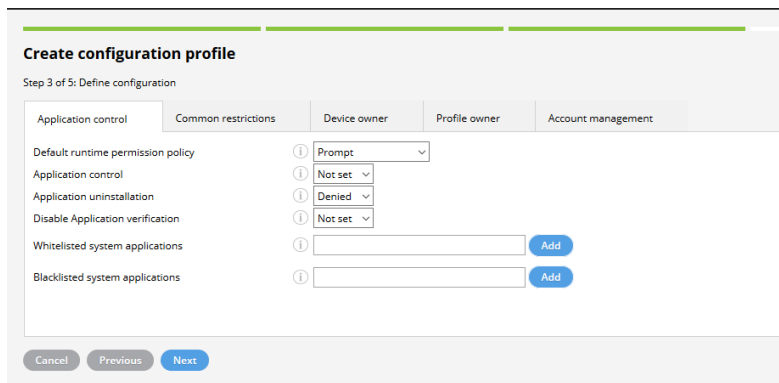 Create configuration profile
Step 3 of 5: Define configuration
Application control Common restrictions Device owner Profile owner Account management
Default runtime permission policy i Prompt
Application control i Not set
Application uninstallation i Denied
Disable Application verification i Not set
Whitelisted system applications i Add
Blacklisted system applications i Add
Cancel Previous Next